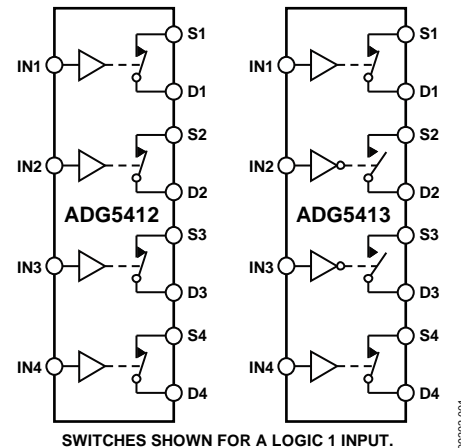 S1 S1
IN1 IN1
D1 D1
S2 S2
IN2 IN2
D2 D2
ADG5412 ADG5413
S3 S3
IN3 IN3
D3 D3
S4 S4
IN4 IN4
D4 D4
SWITCHES SHOWN FOR A LOGIC 1 INPUT.